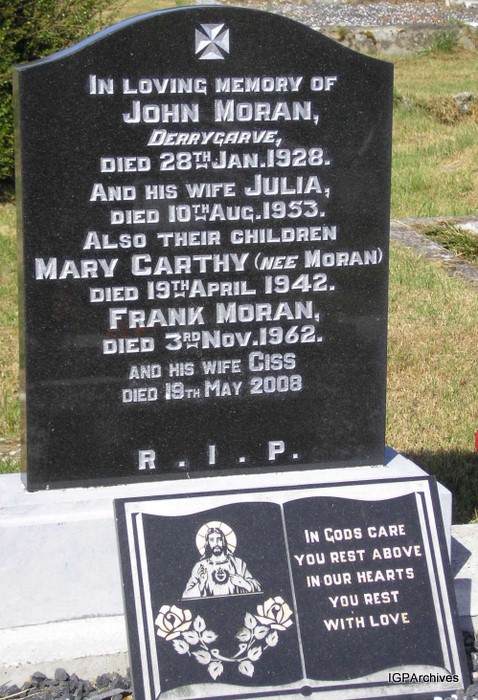 In loving memory of
John Moran,
Derrygarve,
died 28th Jan. 1928.
And his wife Julia,
died 10th Aug. 1953.
Also their children
Mary Carthy (nee Moran)
died 19th April 1942.
Frank Moran,
died 3rd Nov. 1962.
and his wife Ciss
died 19th May 2008
R.I.P.
In Gods care
you rest above
in our hearts
you rest
with love
IGPArchives